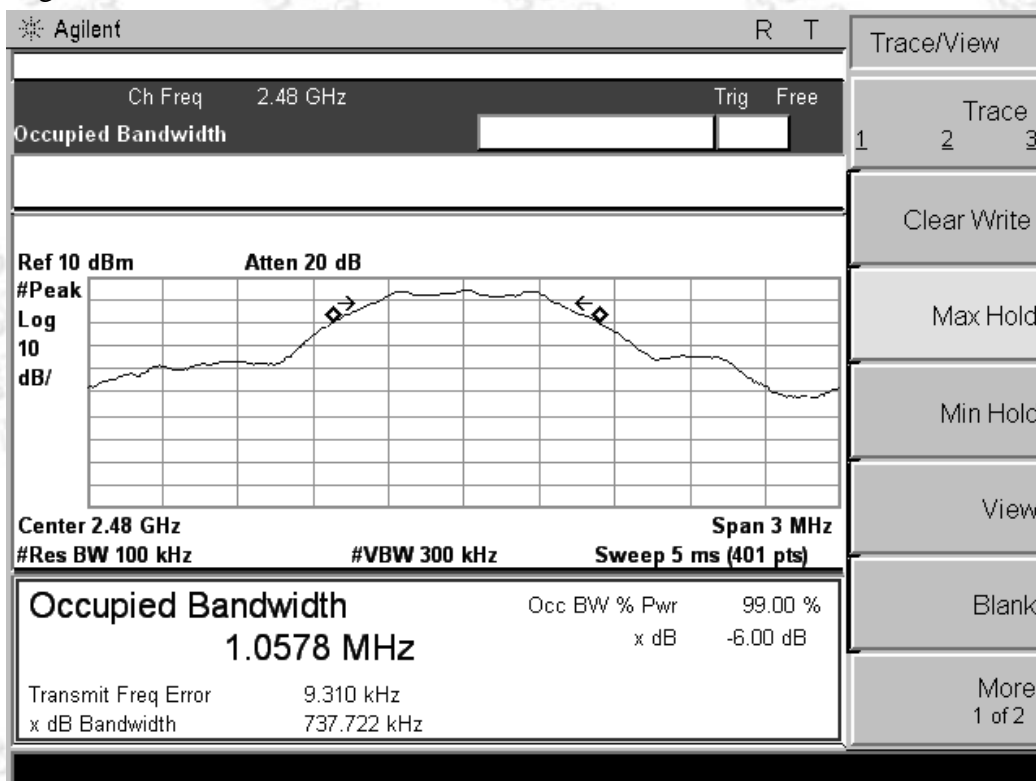 Agilent R T
Ch Freq 2.48 GHz Trig Free
Occupied Bandwidth
Ref 10 dBm Atten 20 dB
#Peak
Log
10
dB/
Center 2.48 GHz Span 3 MHz
#Res BW 100 kHz #VBW 300 kHz Sweep 5 ms (401 pts)
Occupied Bandwidth Occ BW % Pwr 99.00 %
1.0578 MHz x dB -6.00 dB
Transmit Freq Error 9.310 kHz
x dB Bandwidth 737.722 kHz
Trace/View
Trace
1 2 3
Clear Write
Max Hold
Min Hold
View
Blank
More
1 of 2